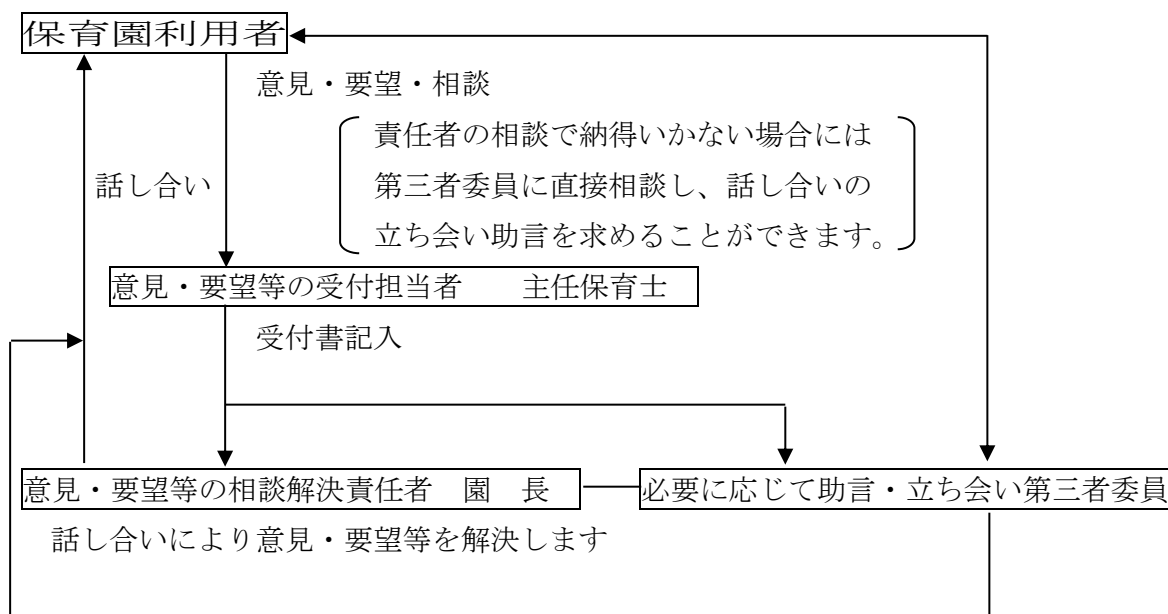 保育園利用者
意見・要望・相談
責任者の相談で納得いかない場合には
第三者委員に直接相談し、話し合いの
立ち会い助言を求めることができます。
話し合い
意見・要望等の受付担当者　　主任保育士
受付書記入
意見・要望等の相談解決責任者　園　長
必要に応じて助言・立ち会い第三者委員
話し合いにより意見・要望等を解決します